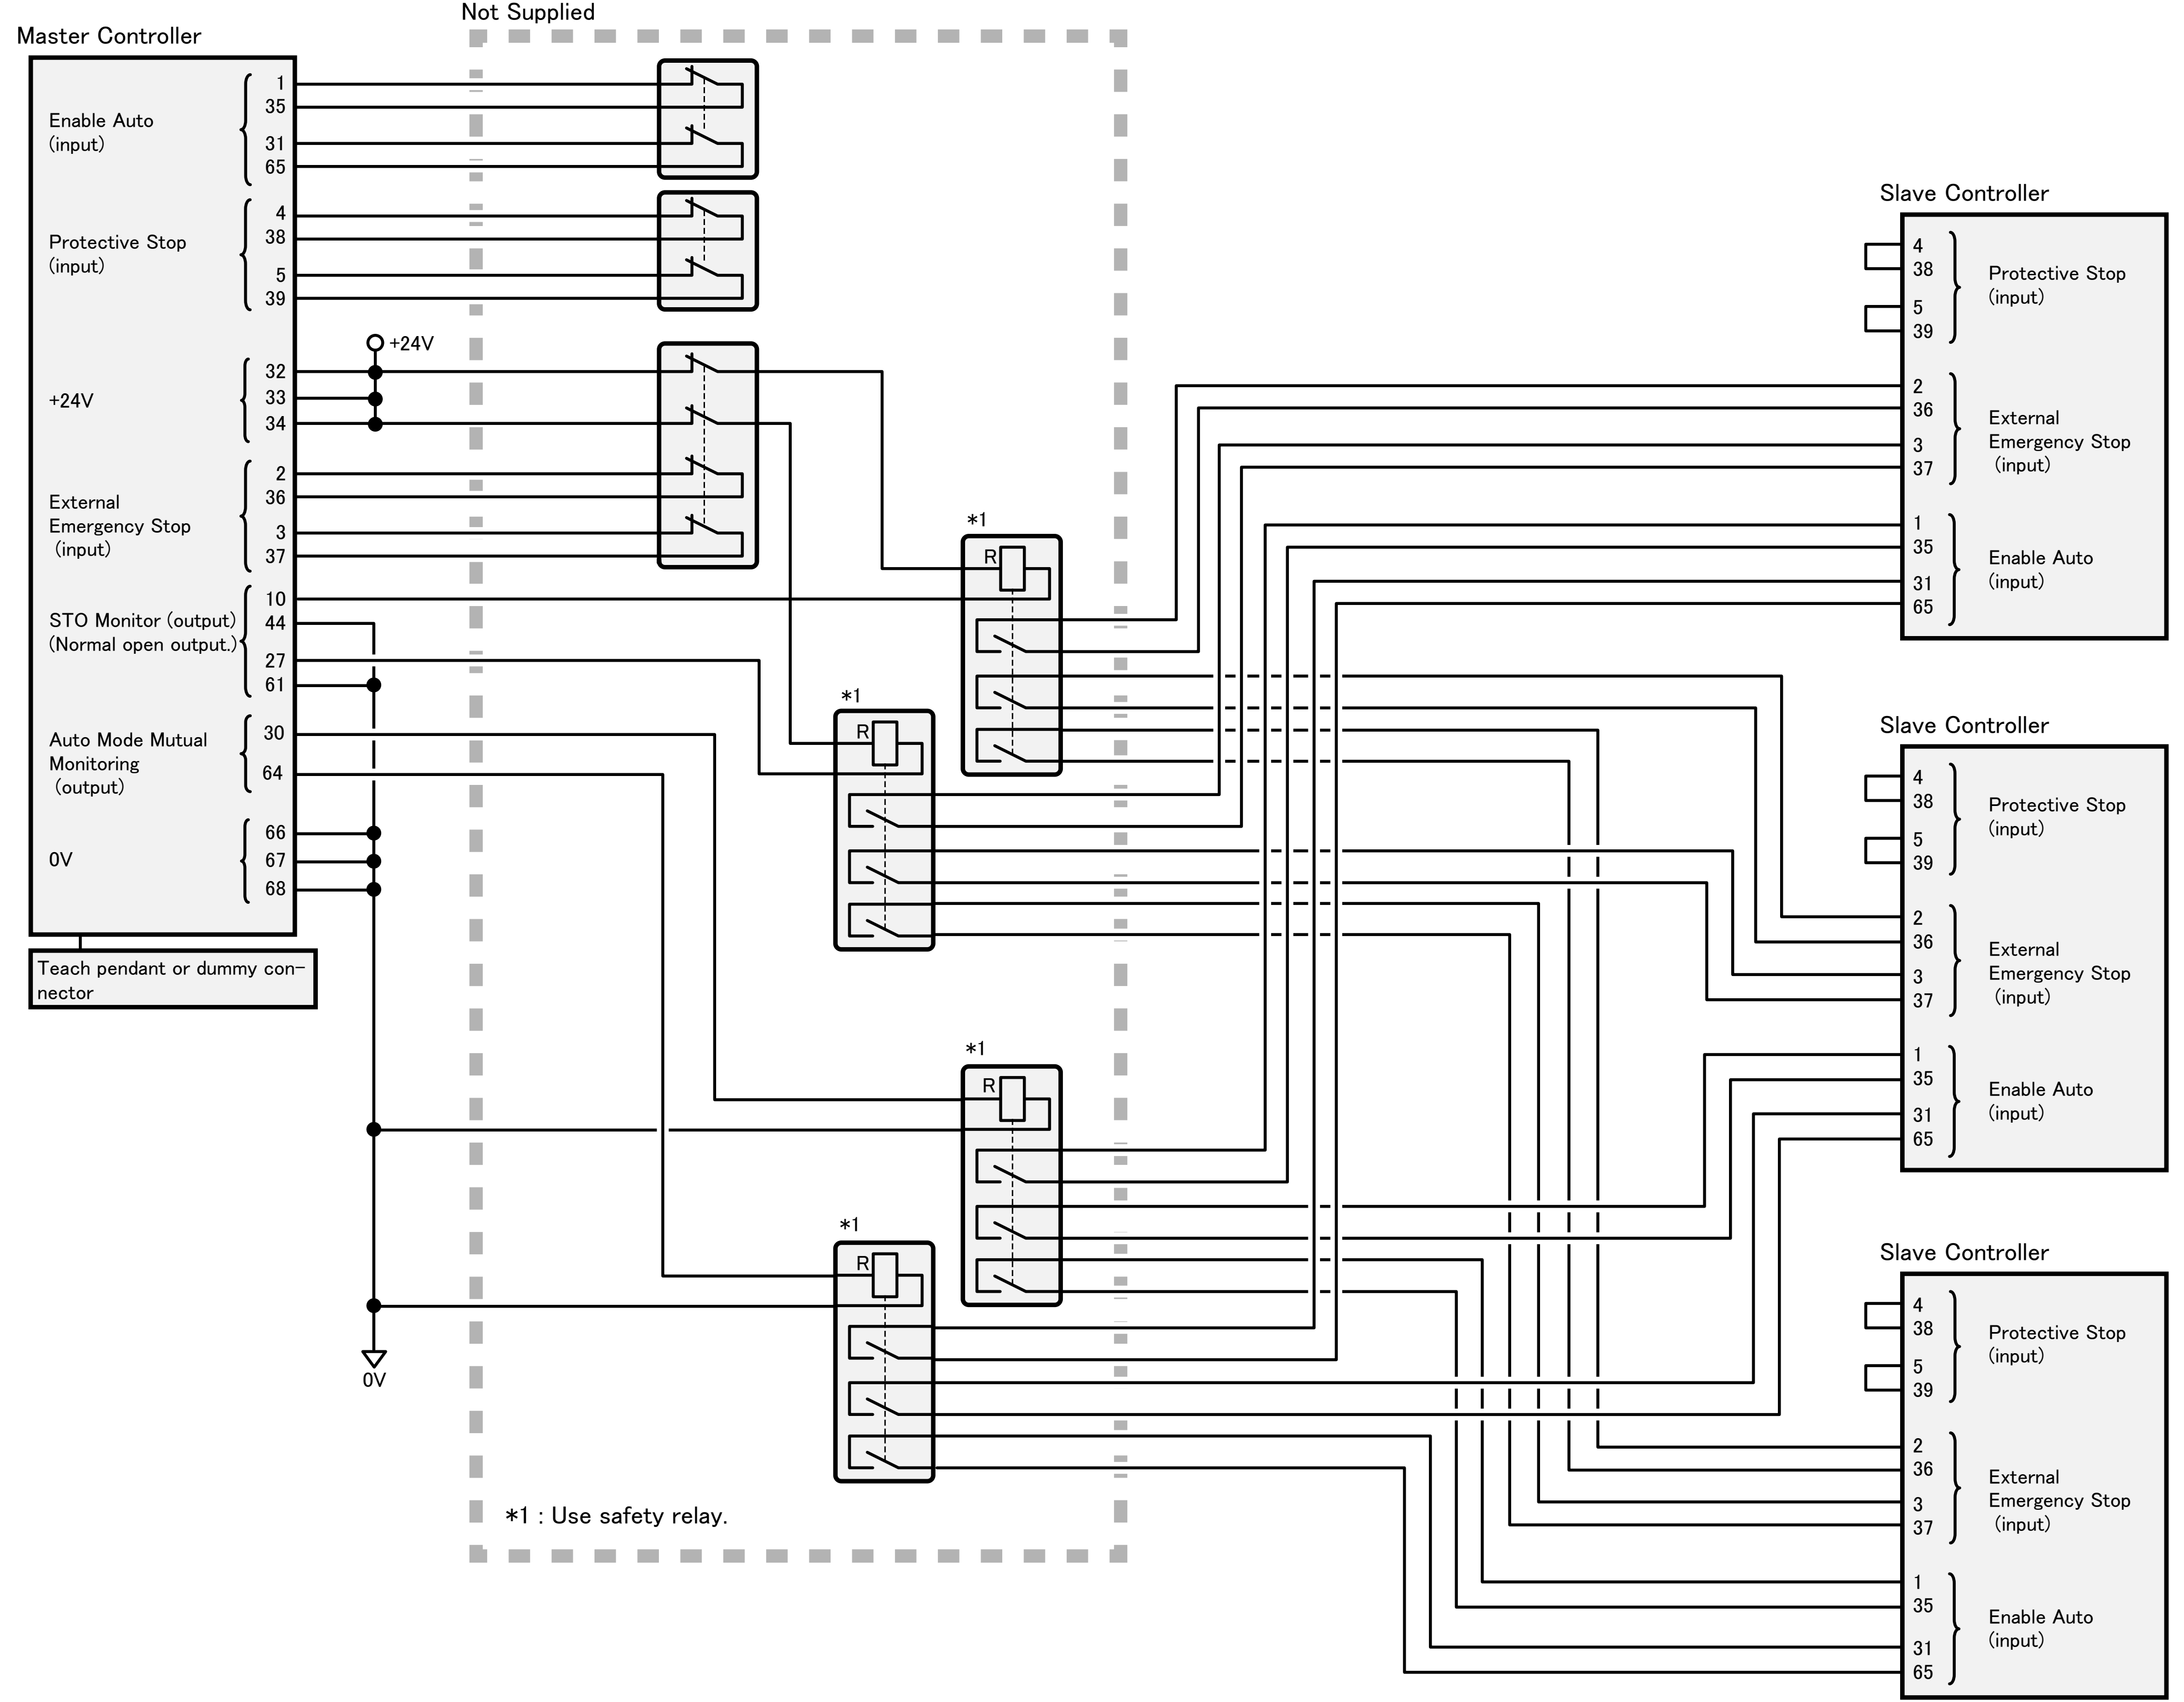 Not Supplied
Master Controller
Enable Auto
(input)
1
35
31
65
Protective Stop
(input)
4
38
5
39
+24V
+24V
32
33
34
External
Emergency Stop
(input)
2
36
3
37
STO Monitor (output)
(Normal open output.)
10
44
27
61
Auto Mode Mutual
Monitoring
(output)
30
64
0V
66
67
68
Teach pendant or dummy con-
nector
0V
*1
R
*1
R
*1
R
*1
R
*1 : Use safety relay.
Slave Controller
4
38
5
39
Protective Stop
(input)
2
36
3
37
External
Emergency Stop
(input)
1
35
31
65
Enable Auto
(input)
Slave Controller
4
38
5
39
Protective Stop
(input)
2
36
3
37
External
Emergency Stop
(input)
1
35
31
65
Enable Auto
(input)
Slave Controller
4
38
5
39
Protective Stop
(input)
2
36
3
37
External
Emergency Stop
(input)
1
35
31
65
Enable Auto
(input)